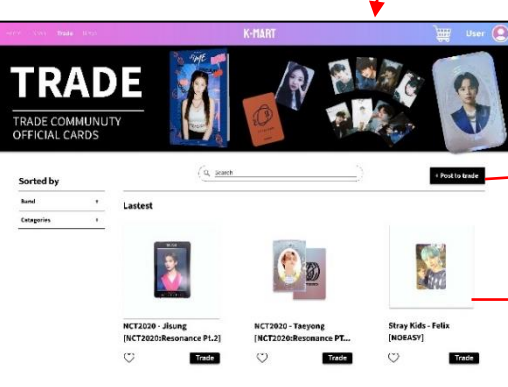 Trade
K-MART
User
TRADE
TRADE COMMUNUTY
OFFICIAL CARDS
Search
+ Post to trade
Sorted by
Band
Catagories
Lastest
NCT2020 - Jisung
[NCT2020:Resonance Pt.2]
Trade
NCT2020 - Taeyong
[NCT2020:Resonance PT...
Trade
Stray Kids - Felix
[NOEASY]
Trade